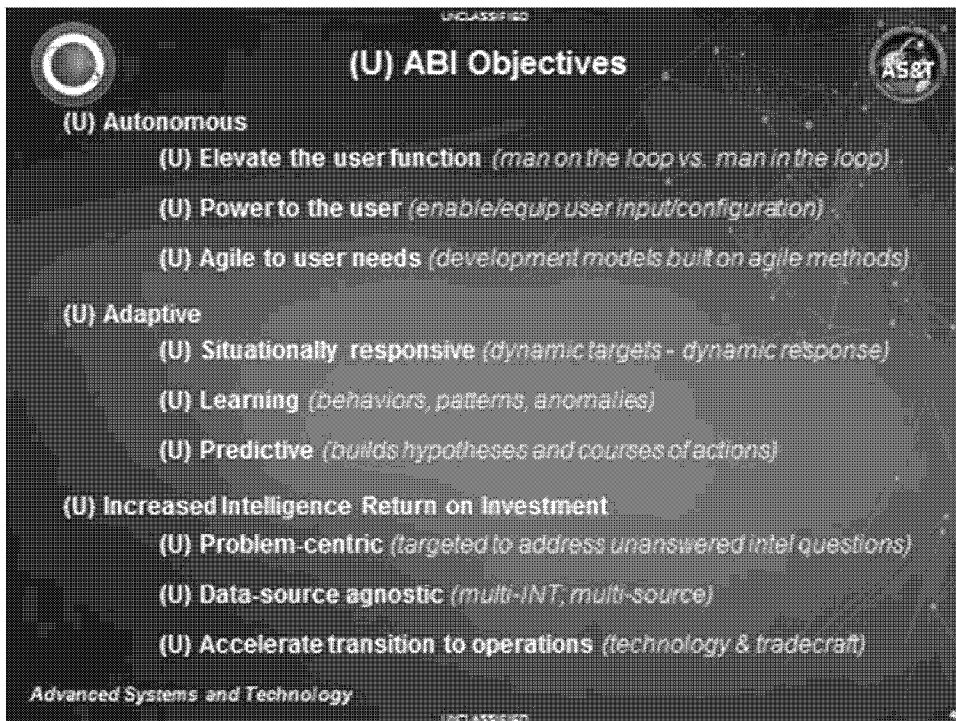 UNCLASSIFIED
(U) ABI Objectives
AS&T
(U) Autonomous
(U) Elevate the user function (man on the loop vs. man in the loop)
(U) Power to the user (enable/equip user input/configuration)
(U) Agile to user needs (development models built on agile methods)
(U) Adaptive
(U) Situationally responsive (dynamic targets - dynamic response)
(U) Learning (behaviors, patterns, anomalies)
(U) Predictive (builds hypotheses and courses of actions)
(U) Increased Intelligence Return on Investment
(U) Problem-centric (targeted to address unanswered intel questions)
(U) Data-source agnostic (multi-INT, multi-source)
(U) Accelerate transition to operations (technology & tradecraft)
Advanced Systems and Technology
UNCLASSIFIED